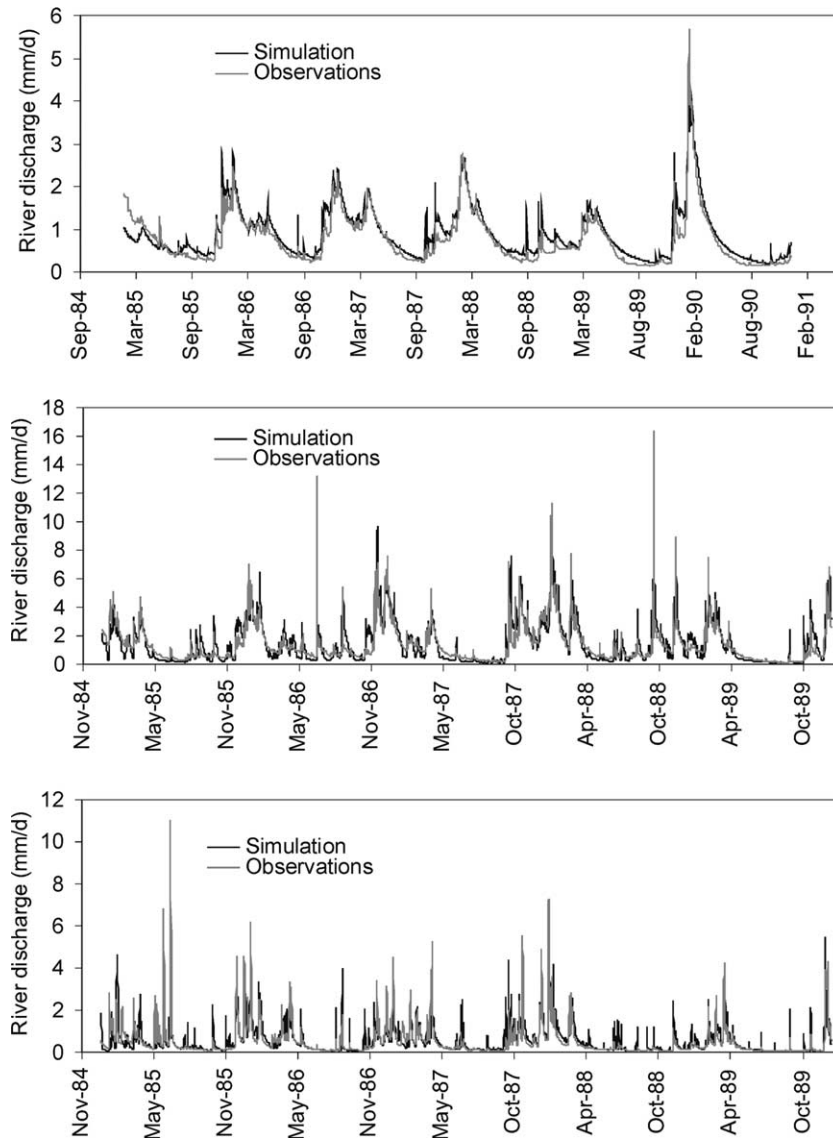 River discharge (mm/d)
6
5
4
3
2
1
0
Simulation
Observations
Sep-84
Mar-85
Sep-85
Mar-86
Sep-86
Mar-87
Sep-87
Mar-88
Sep-88
Mar-89
Aug-89
Feb-90
Aug-90
Feb-91
River discharge (mm/d)
18
16
14
12
10
8
6
4
2
0
Simulation
Observations
Nov-84
May-85
Nov-85
May-86
Nov-86
May-87
Oct-87
Apr-88
Oct-88
Apr-89
Oct-89
River discharge (mm/d)
12
10
8
6
4
2
0
Simulation
Observations
Nov-84
May-85
Nov-85
May-86
Nov-86
May-87
Oct-87
Apr-88
Oct-88
Apr-89
Oct-89